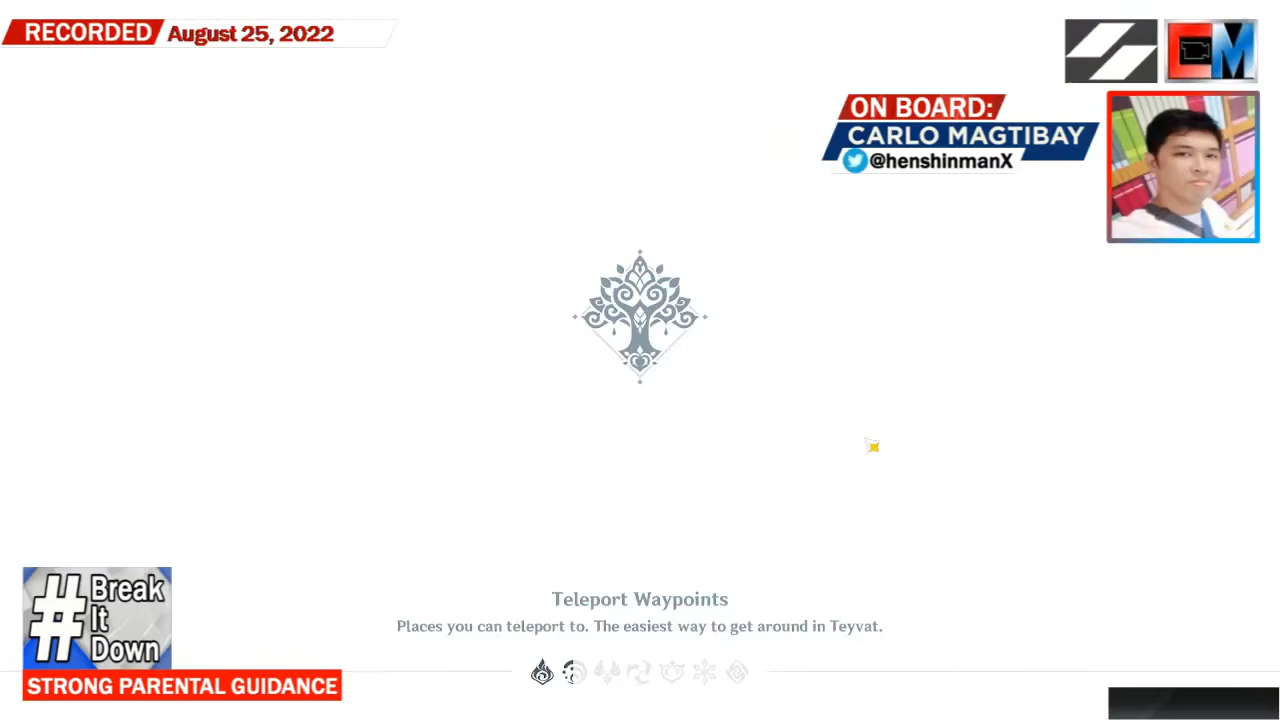 RECORDED August 25, 2022
CM
ON BOARD:
CARLO MAGTIBAY
@henshinmanX
#Break
It
Down
Teleport Waypoints
Places you can teleport to. The easiest way to get around in Teyvat.
STRONG PARENTAL GUIDANCE